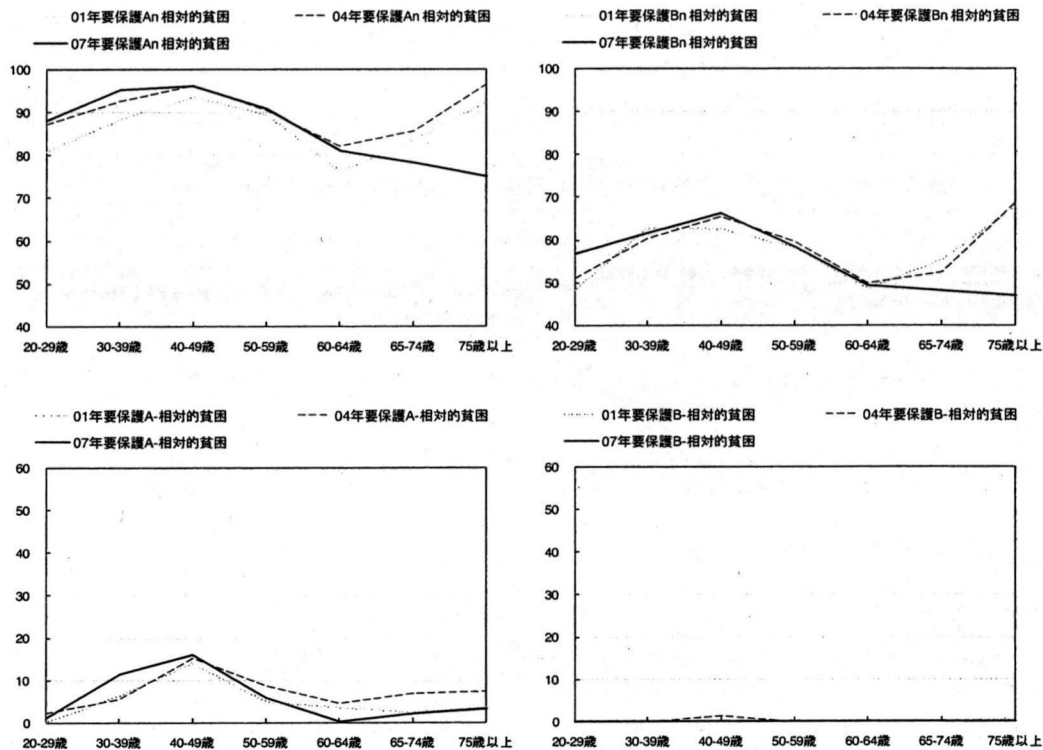 01年要保護An 相対的貧困
04年要保護An 相対的貧困
07年要保護An 相対的貧困
100
90
80
70
60
50
40
20-29歳 30-39歳 40-49歳 50-59歳 60-64歳 65-74歳 75歳以上
01年要保護Bn相対的貧困
04年要保護Bn相対的貧困
07年要保護Bn相対的貧困
100
90
80
70
60
50
40
20-29歳 30-39歳 40-49歳 50-59歳 60-64歳 65-74歳 75歳以上
01年要保護A-相対的貧困
04年要保護A-相対的貧困
07年要保護A-相対的貧困
60
50
40
30
20
10
0
20-29歳 30-39歳 40-49歳 50-59歳 60-64歳 65-74歳 75歳以上
01年要保護B-相対的貧困
04年要保護B-相対的貧困
07年要保護B-相対的貧困
60
50
40
30
20
10
0
20-29歳 30-39歳 40-49歳 50-59歳 60-64歳 65-74歳 75歳以上